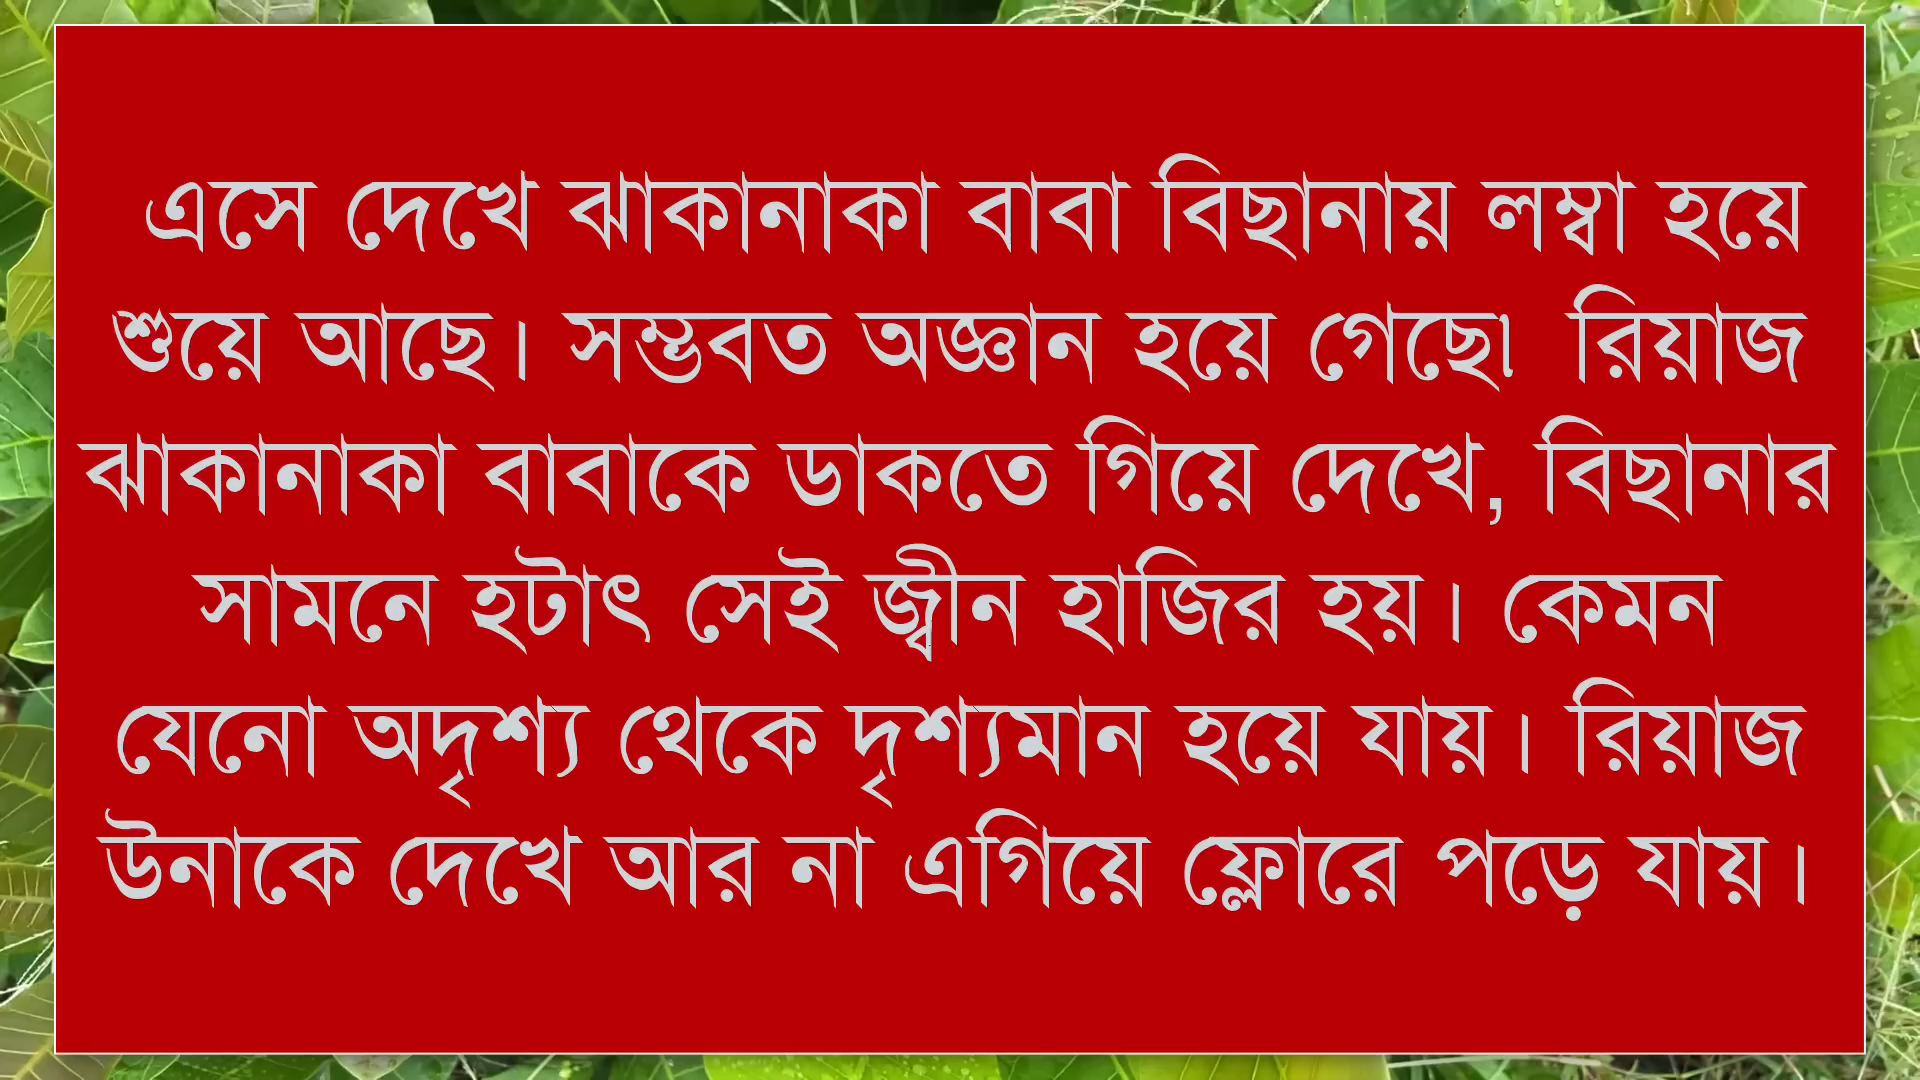 এসে দেখে ঝাকানাকা বাবা বিছানায় লম্বা হয়ে
শুয়ে আছে। সম্ভবত অজ্ঞান হয়ে গেছে৷ রিয়াজ
ঝাকানাকা বাবাকে ডাকতে গিয়ে দেখে, বিছানার
সামনে হটাৎ সেই জ্বীন হাজির হয়। কেমন
যেনো অদৃশ্য থেকে দৃশ্যমান হয়ে যায়। রিয়াজ
উনাকে দেখে আর না এগিয়ে ফ্লোরে পড়ে যায়।